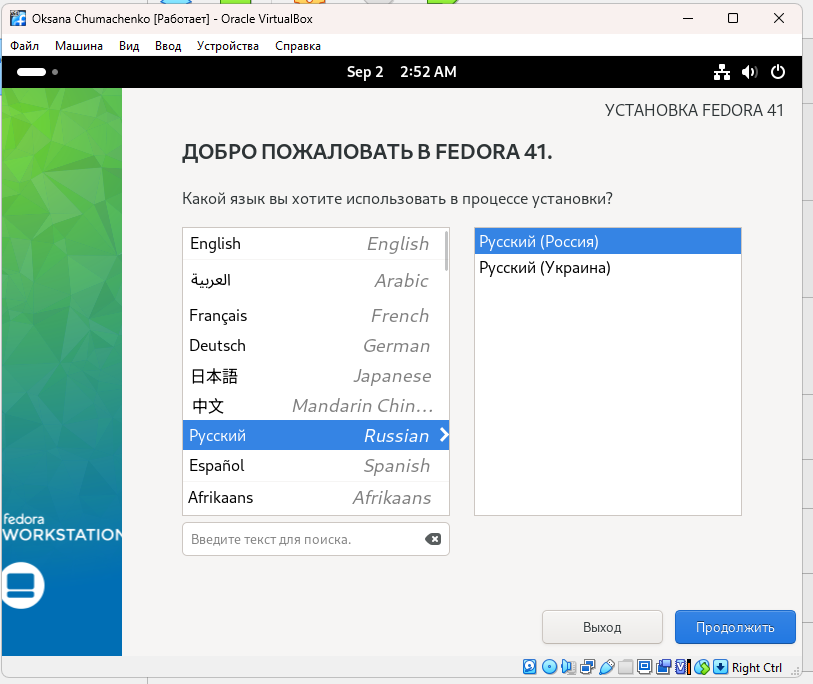 Oksana Chumachenko [Работает] - Oracle VirtualBox
Файл Машина Вид Ввод Устройства Справка
Sep 2 2:52 AM
УСТАНОВКА FEDORA 41
ДОБРО ПОЖАЛОВАТЬ В FEDORA 41.
Какой язык вы хотите использовать в процессе установки?
English English
العربية Arabic
Français French
Deutsch German
日本語 Japanese
中文 Mandarin Chin...
Русский Russian
Español Spanish
Afrikaans Afrikaans
Введите текст для поиска.
Русский (Россия)
Русский (Украина)
fedora
WORKSTATION
Выход Продолжить
Right Ctrl